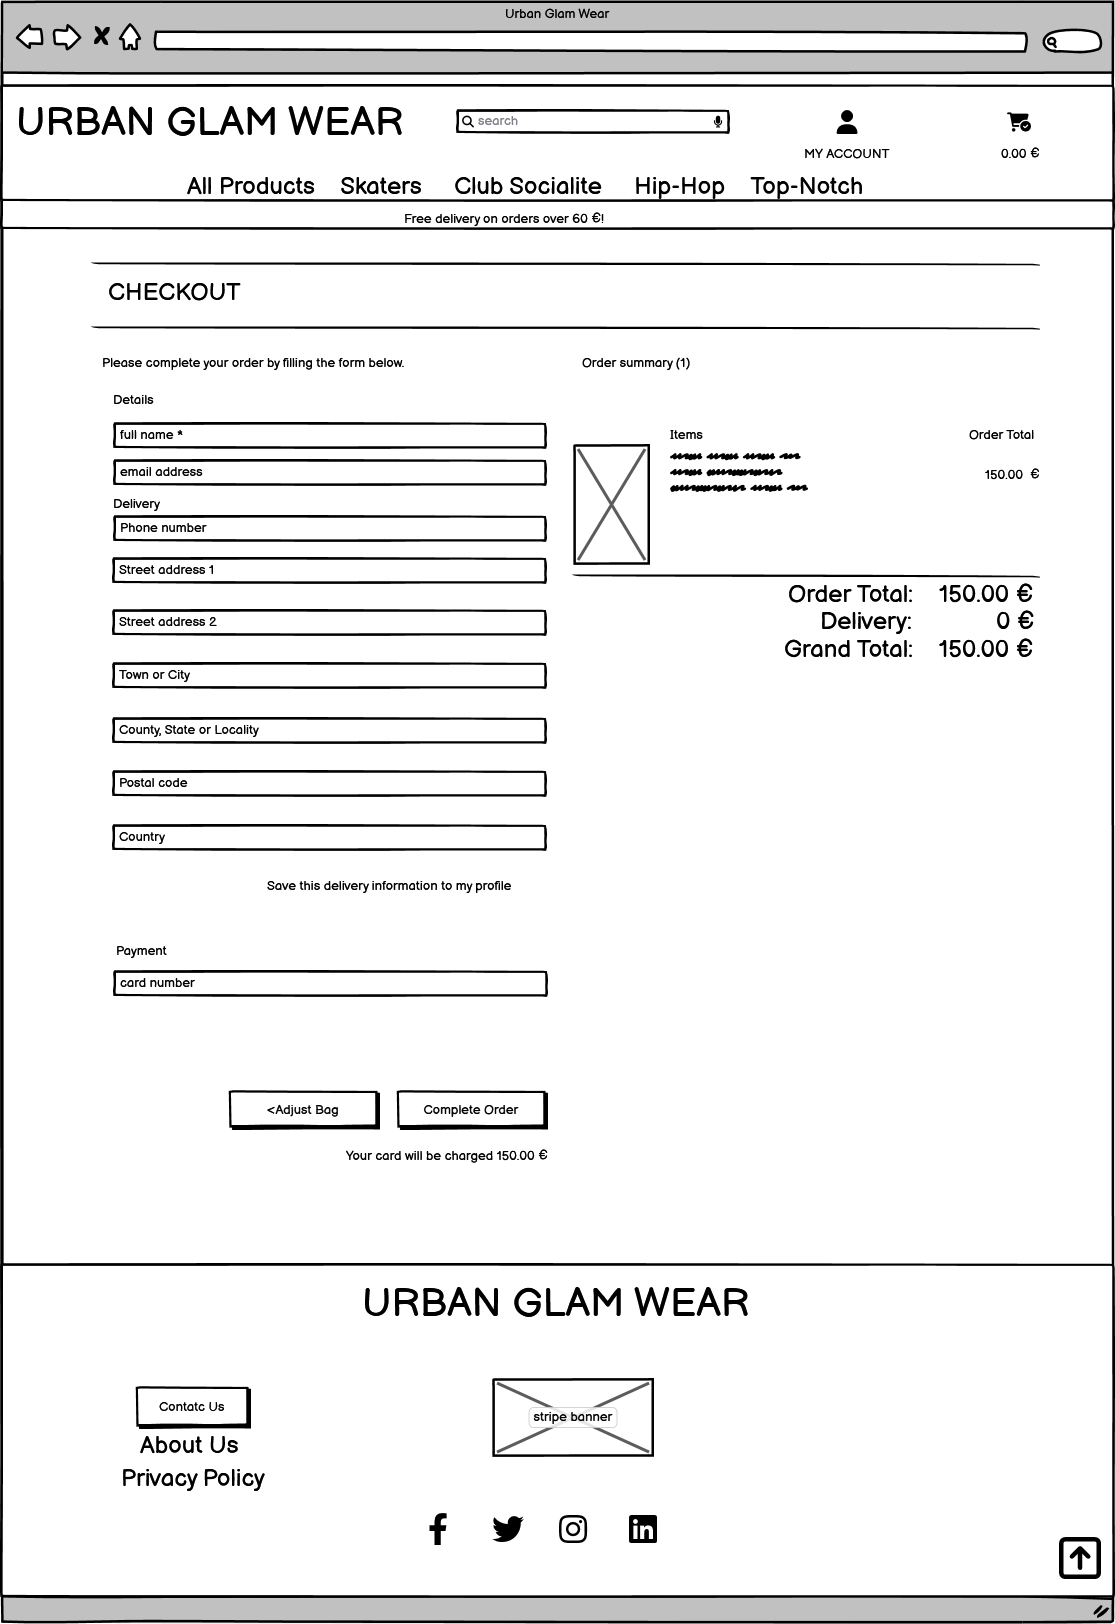 Urban Glam Wear
URBAN GLAM WEAR
search
MY ACCOUNT
0.00 €
All Products Skaters Club Socialite Hip-Hop Top-Notch
Free delivery on orders over 60 €!
CHECKOUT
Please complete your order by filling the form below.
Details
full name *
email address
Delivery
Phone number
Street address 1
Street address 2
Town or City
County, State or Locality
Postal code
Country
Save this delivery information to my profile
Payment
card number
<Adjust Bag
Complete Order
Your card will be charged 150.00 €
Order summary (1)
Items Order Total
150.00 €
Order Total: 150.00 €
Delivery: 0 €
Grand Total: 150.00 €
URBAN GLAM WEAR
Contatc Us
About Us
Privacy Policy
stripe banner